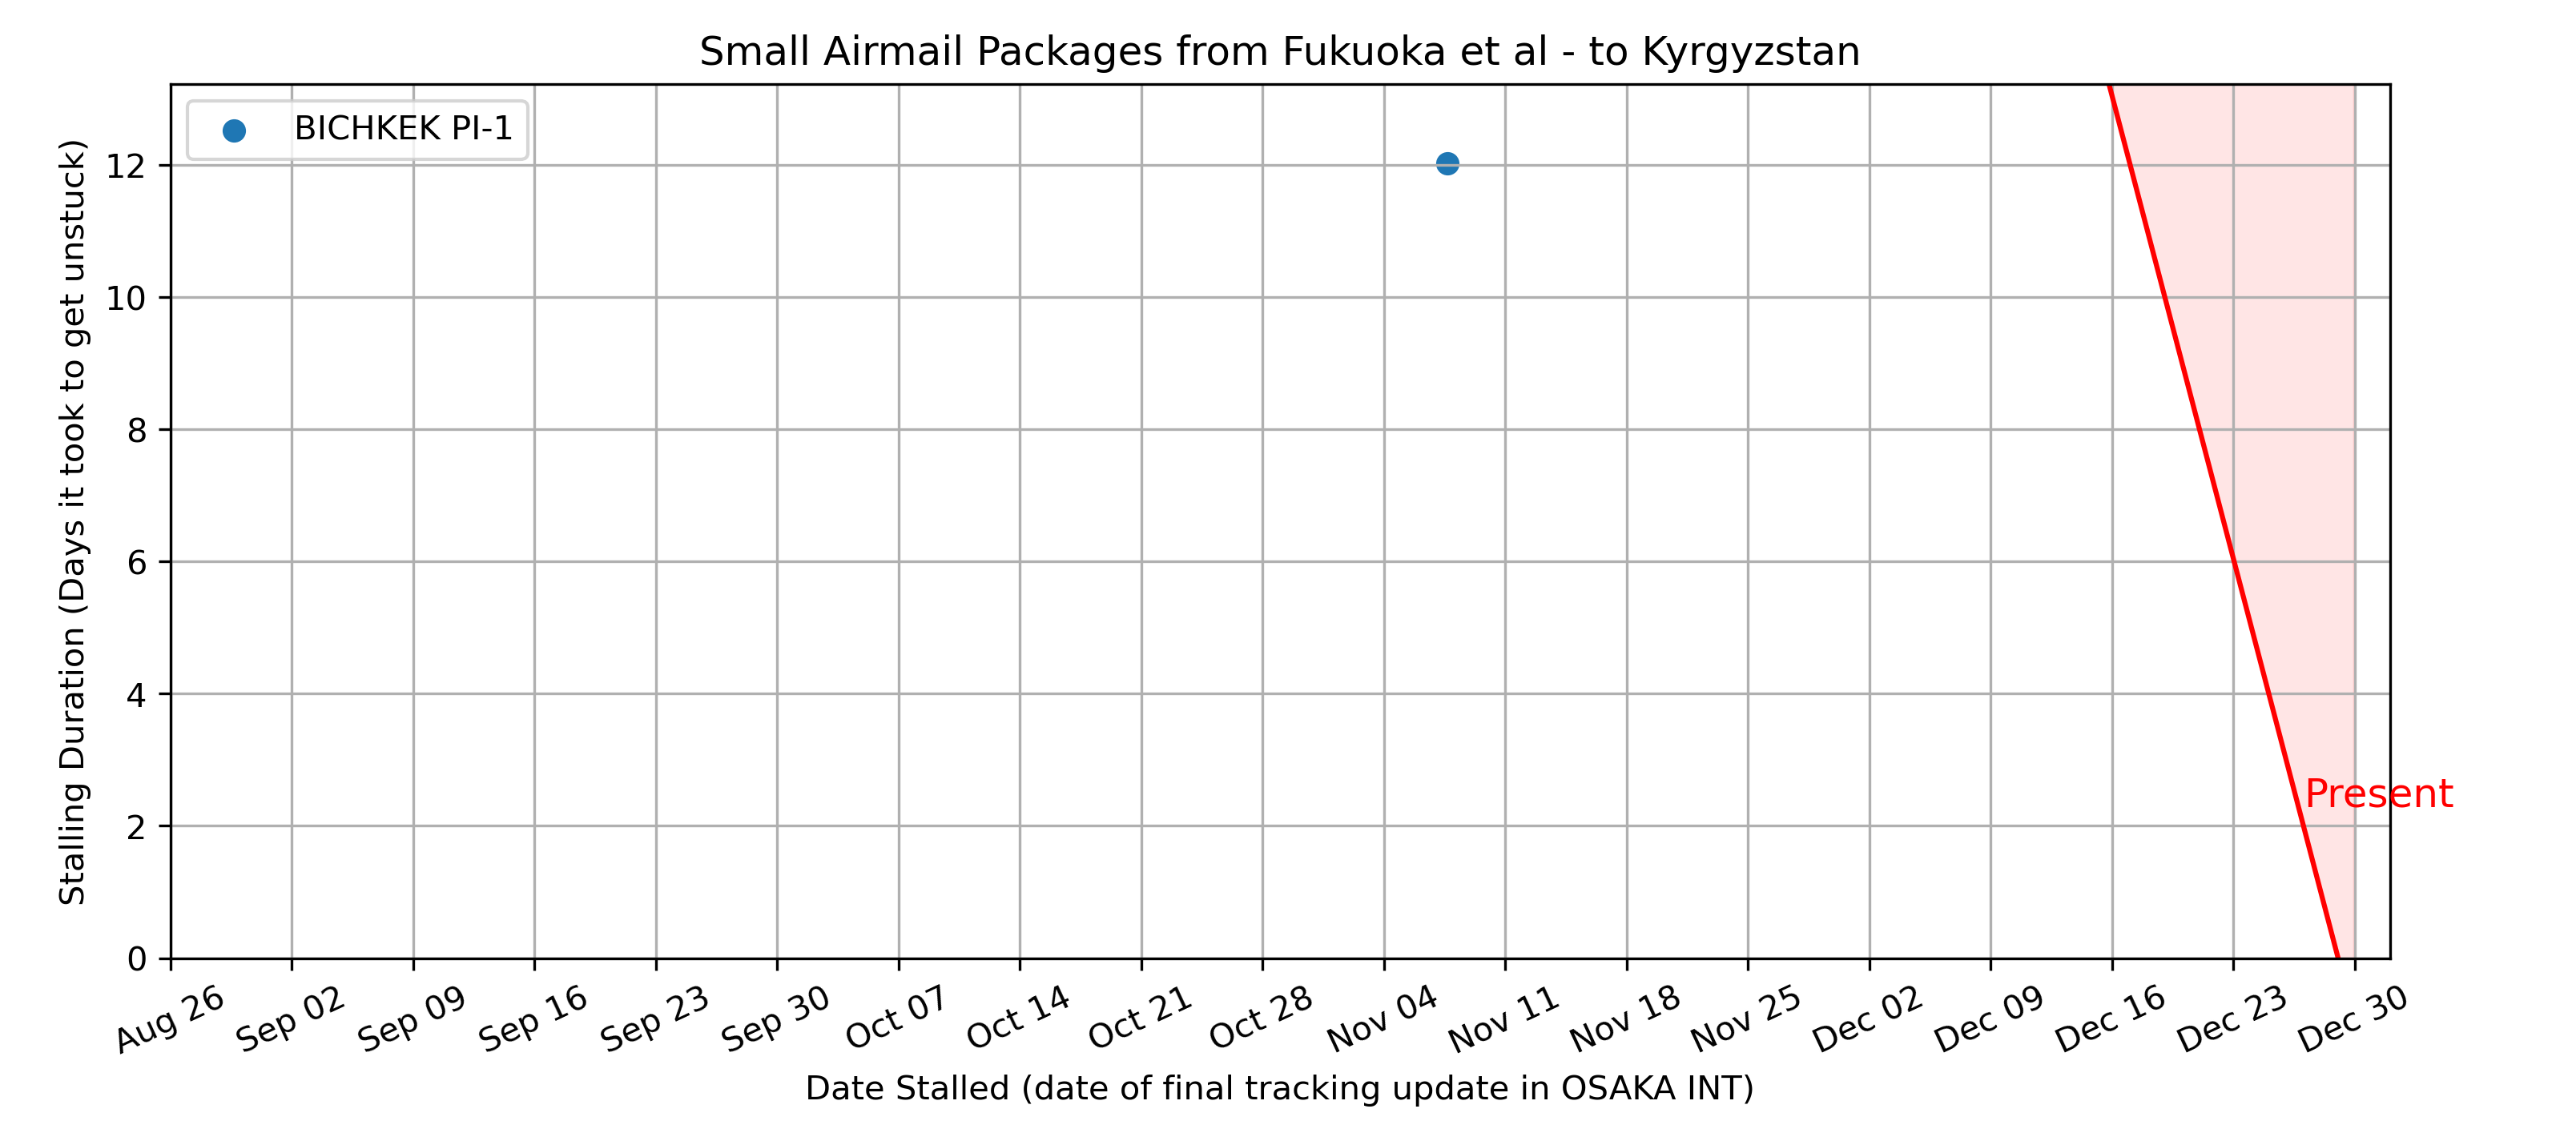 Small Airmail Packages from Fukuoka et al - to Kyrgyzstan
BICHKEK PI-1
Stalling Duration (Days it took to get unstuck)
12
10
8
6
4
2
0
Present
Aug 26
Sep 02
Sep 09
Sep 16
Sep 23
Sep 30
Oct 07
Oct 14
Oct 21
Oct 28
Nov 04
Nov 11
Nov 18
Nov 25
Dec 02
Dec 09
Dec 16
Dec 23
Dec 30
Date Stalled (date of final tracking update in OSAKA INT)